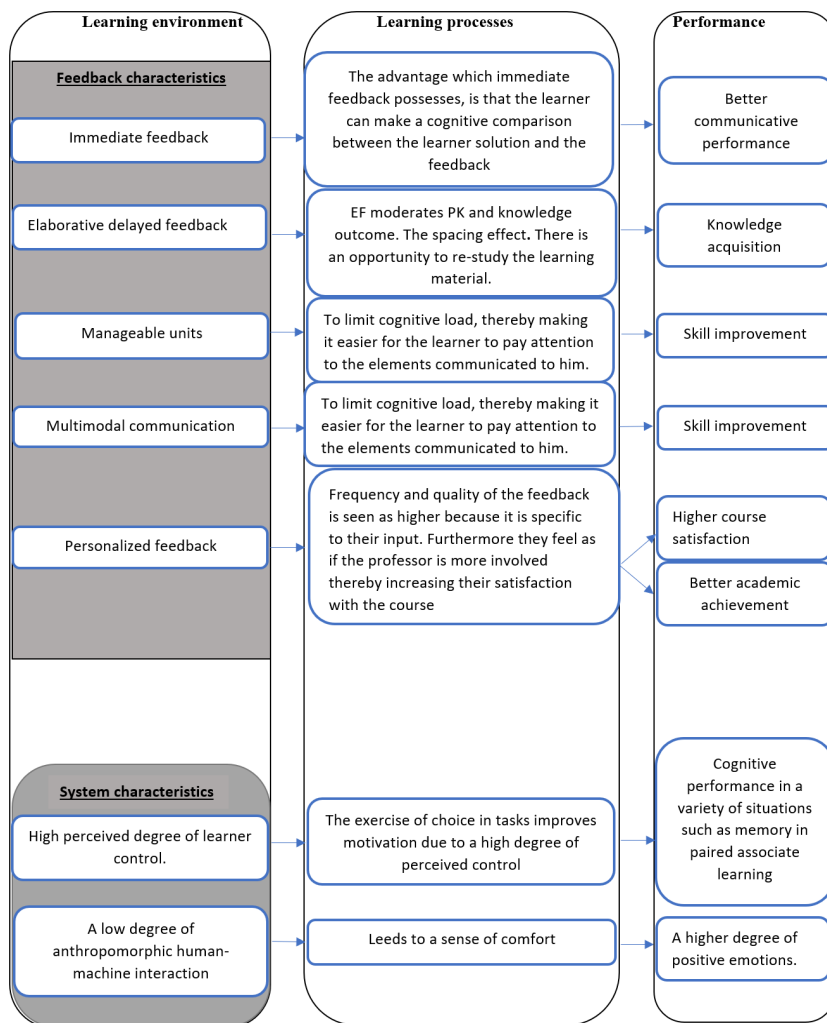 Learning environment
Learning processes
Performance
Feedback characteristics
Immediate feedback
The advantage which immediate
feedback possesses, is that the learner
can make a cognitive comparison
between the learner solution and the
feedback
Better
communicative
performance
Elaborative delayed feedback
EF moderates PK and knowledge
outcome. The spacing effect. There is
an opportunity to re-study the learning
material.
Knowledge
acquisition
Manageable units
To limit cognitive load, thereby making
it easier for the learner to pay attention
to the elements communicated to him.
Skill improvement
Multimodal communication
To limit cognitive load, thereby making it
easier for the learner to pay attention to
the elements communicated to him.
Skill improvement
Personalized feedback
Frequency and quality of the feedback
is seen as higher because it is specific
to their input. Furthermore they feel as
if the professor is more involved
thereby increasing their satisfaction
with the course
Higher course
satisfaction
Better academic
achievement
System characteristics
High perceived degree of learner
control.
The exercise of choice in tasks improves
motivation due to a high degree of
perceived control
Cognitive
performance in a
variety of situations
such as memory in
paired associate
learning
A low degree of
anthropomorphic human-
machine interaction
Leeds to a sense of comfort
A higher degree of
positive emotions.